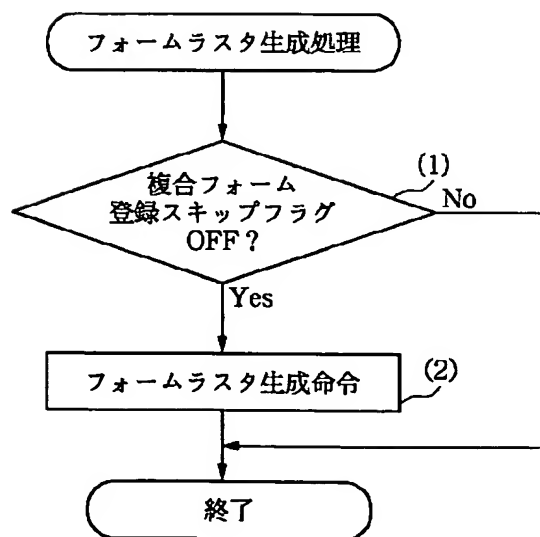 フォームラスタ生成処理
(1)
複合フォーム
登録スキップフラグ
OFF?
No
Yes
(2)
フォームラスタ生成命令
終了